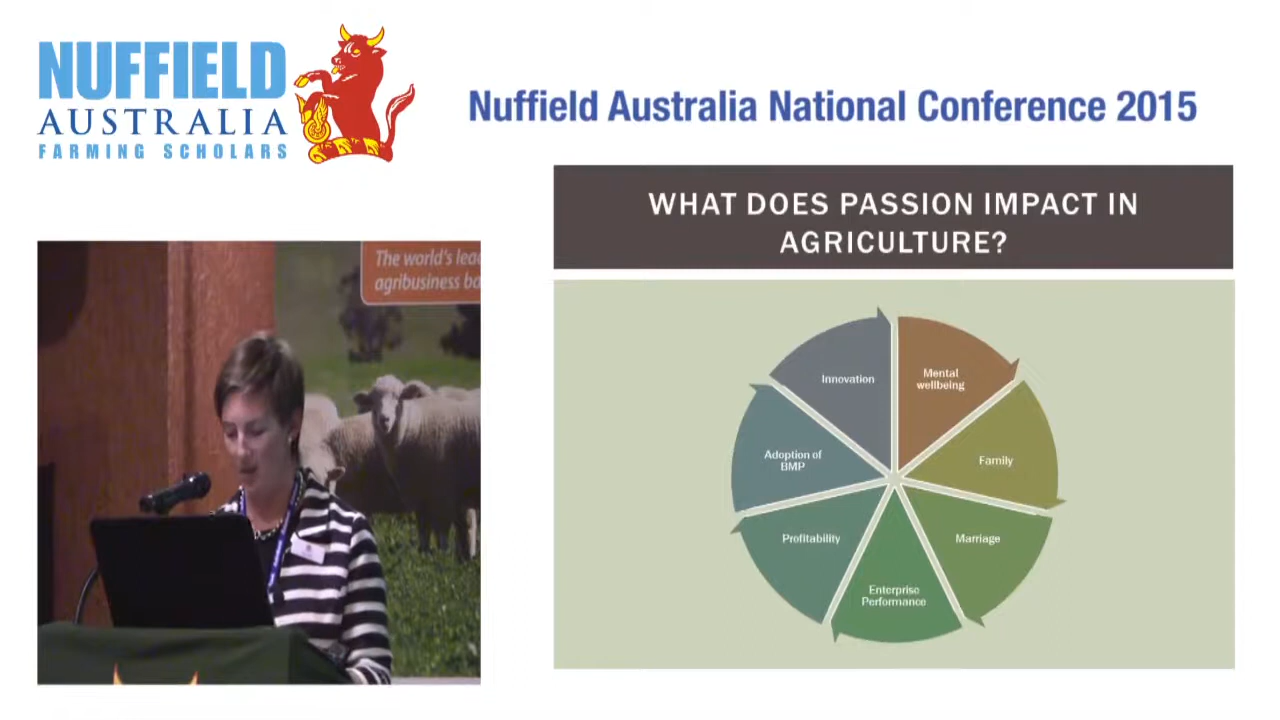 NUFFIELD
AUSTRALIA
FARMING SCHOLARS
Nuffield Australia National Conference 2015
WHAT DOES PASSION IMPACT IN
AGRICULTURE?
The world's lea
agribusiness ba
Innovation
Mental
wellbeing
Adoption of
BMP
Family
Profitability
Marriage
Enterprise
Performance